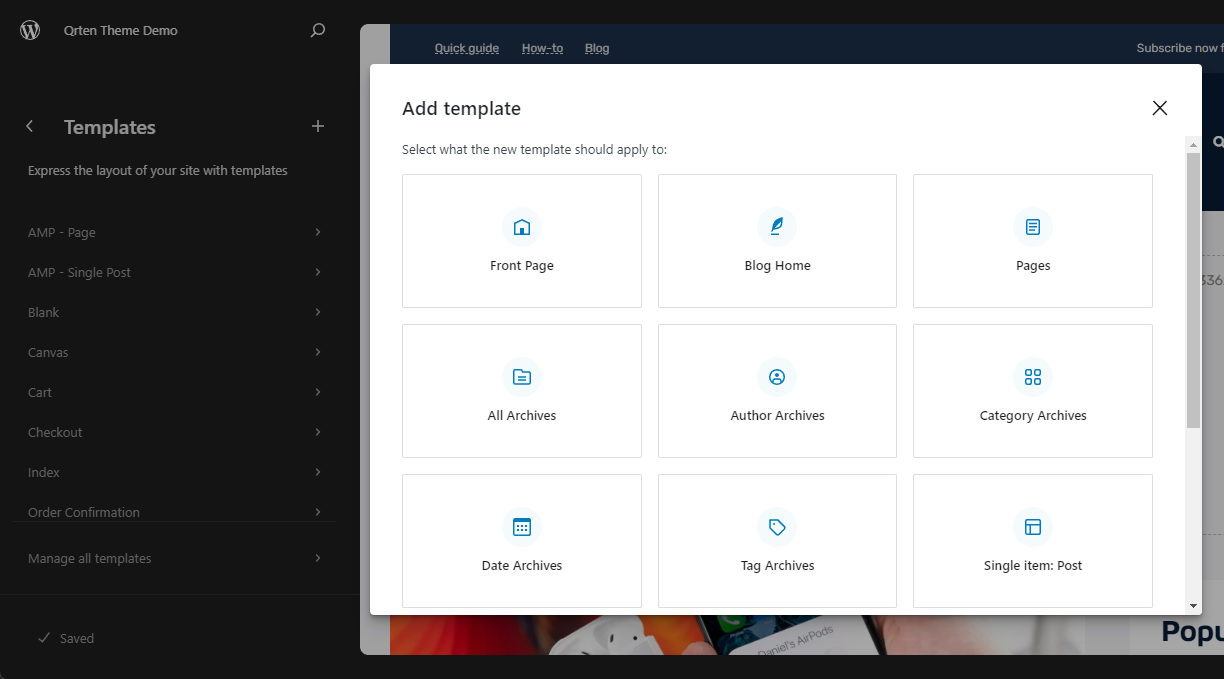 Qrten Theme Demo
Templates
Express the layout of your site with templates
AMP - Page
AMP - Single Post
Blank
Canvas
Cart
Checkout
Index
Order Confirmation
Manage all templates
Saved
Quick guide How-to Blog
Subscribe now f
Add template
Select what the new template should apply to:
Front Page
Blog Home
Pages
All Archives
Author Archives
Category Archives
Date Archives
Tag Archives
Single item: Post
336
Daniel's AirPods
Popu